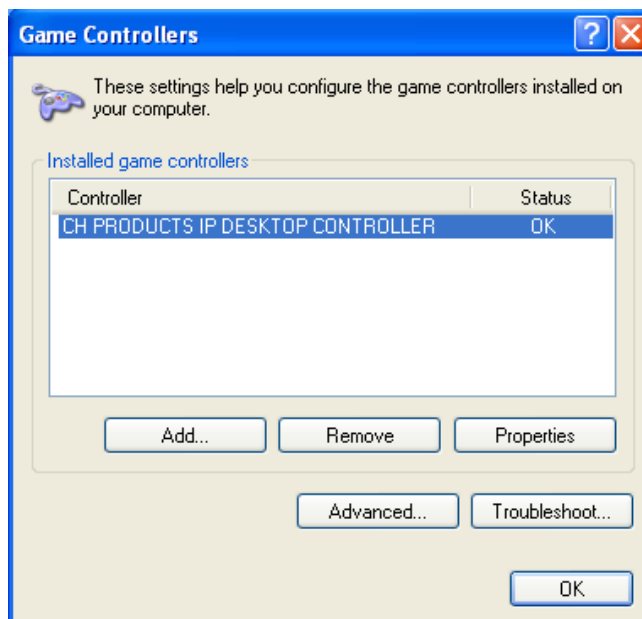 Game Controllers
?
These settings help you configure the game controllers installed on
your computer.
Installed game controllers
Controller Status
CH PRODUCTS IP DESKTOP CONTROLLER OK
Add... Remove Properties
Advanced... Troubleshoot...
OK